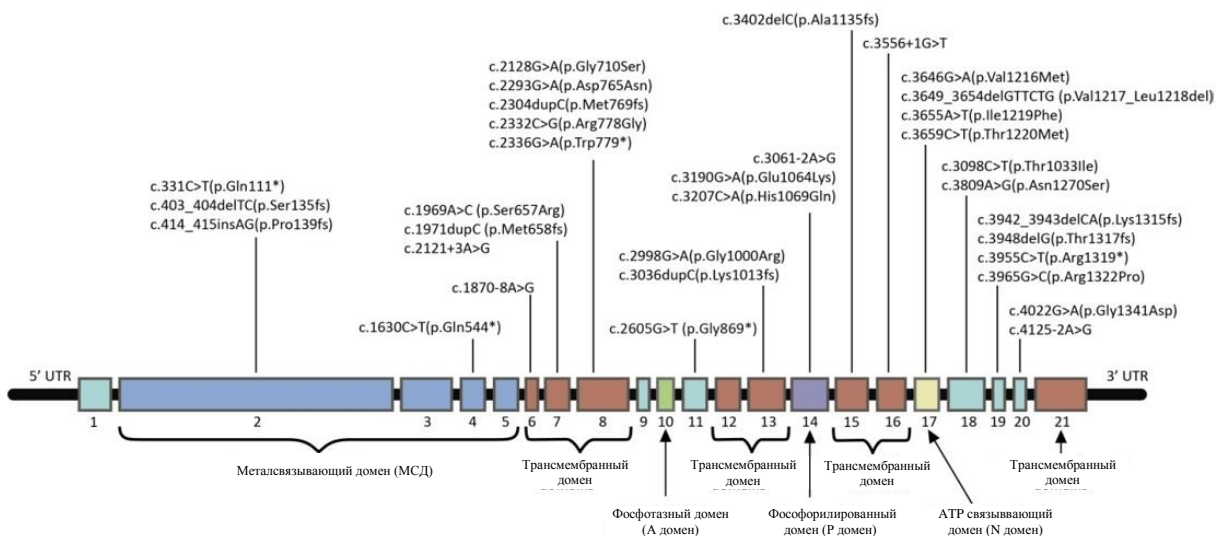 c.3402delC(p.Ala1135fs)
c.3556+1G>T
c.2128G>A(p.Gly710Ser)
c.2293G>A(p.Asp765Asn)
c.2304dupC(p.Met769fs)
c.2332C>G(p.Arg778Gly)
c.2336G>A(p.Trp779*)
c.3646G>A(p.Val1216Met)
c.3649_3654delGTTCTG (p.Val1217_Leu1218del)
c.3655A>T(p.Ile1219Phe)
c.3659C>T(p.Thr1220Met)
c.3061-2A>G
c.3190G>A(p.Glu1064Lys)
c.3207C>A(p.His1069Gln)
c.3098C>T(p.Thr1033Ile)
c.3809A>G(p.Asn1270Ser)
c.331C>T(p.Gln111*)
c.403_404delTC(p.Ser135fs)
c.414_415insAG(p.Pro139fs)
c.1969A>C (p.Ser657Arg)
c.1971dupC (p.Met658fs)
c.2121+3A>G
c.3942_3943delCA(p.Lys1315fs)
c.3948delG(p.Thr1317fs)
c.3955C>T(p.Arg1319*)
c.3965G>C(p.Arg1322Pro)
c.2998G>A(p.Gly1000Arg)
c.3036dupC(p.Lys1013fs)
c.1870-8A>G
c.4022G>A(p.Gly1341Asp)
c.4125-2A>G
c.1630C>T(p.Gln544*)
c.2605G>T (p.Gly869*)
5' UTR
3' UTR
1 2 3 4 5 6 7 8 9 10 11 12 13 14 15 16 17 18 19 20 21
Металсвязывающий домен (МСД)
Трансмембранный
домен
Трансмембранный
домен
Трансмембранный
домен
Трансмембранный
домен
Фосфотазный домен
(А домен)
Фософорилированный
домен (Р домен)
АТР связыввающий
домен (N домен)